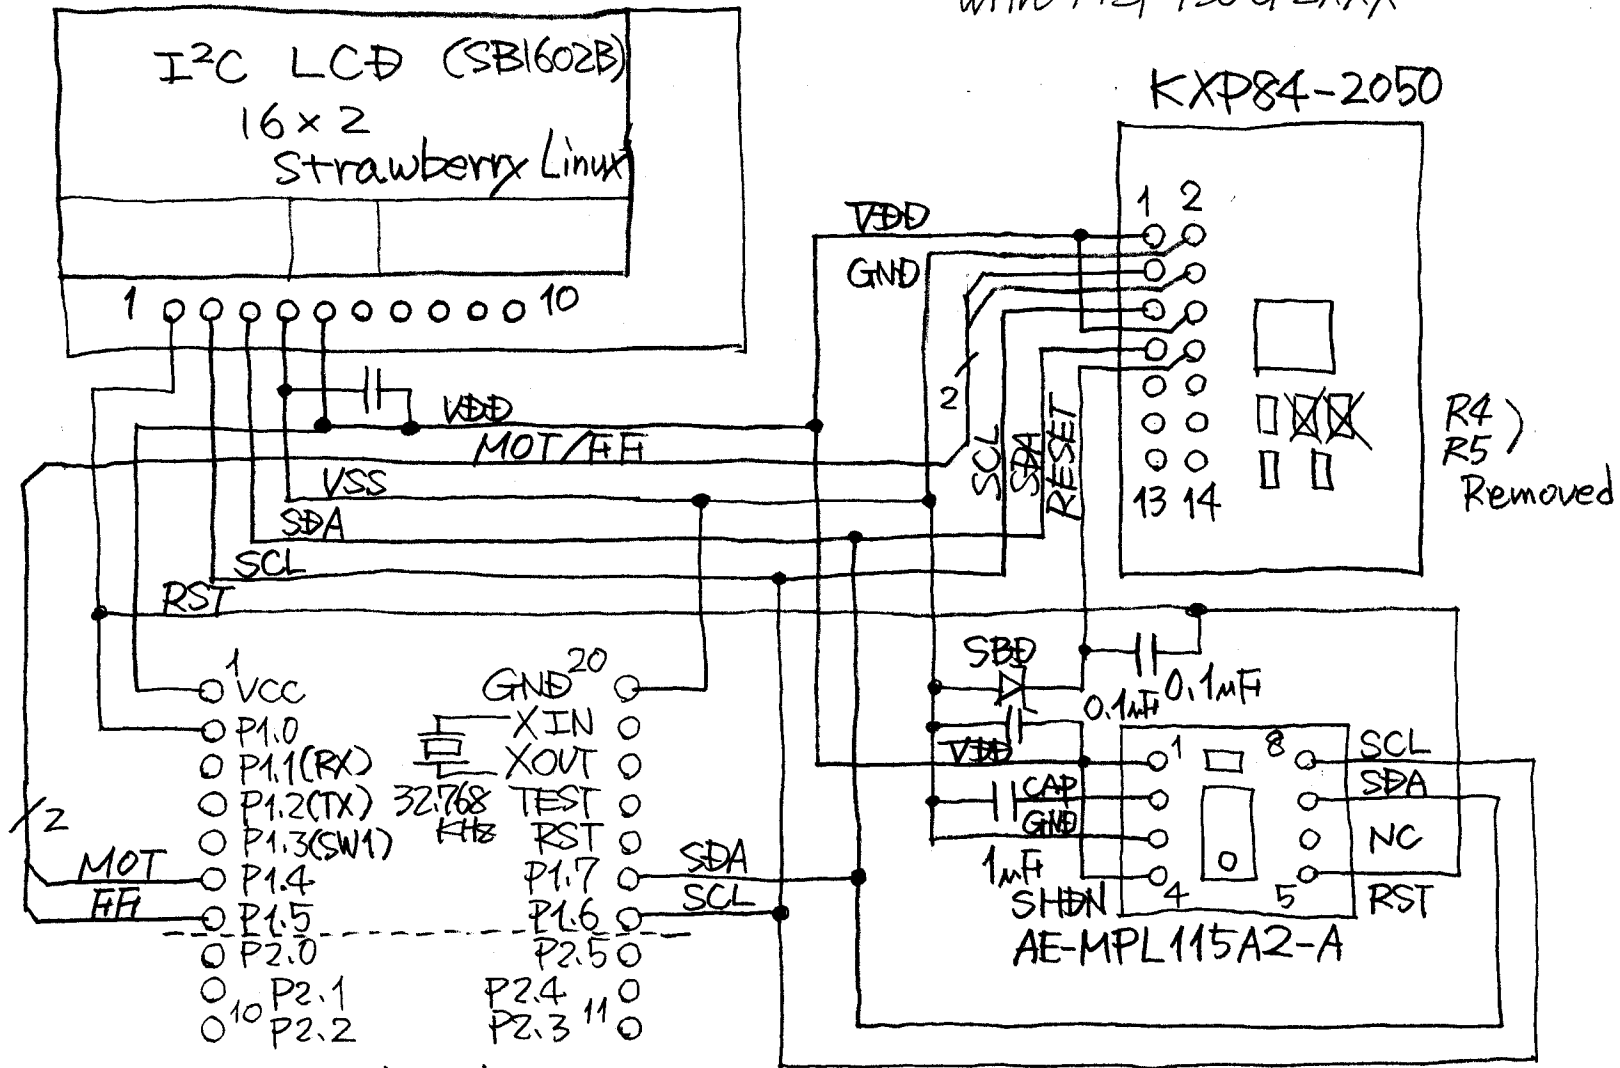 I²C LCD (SB1602B)
16×2
Strawberry Linux
1 10
KXP84-2050
1 2
13 14
R4
R5
Removed
VDD
GND
2
SCL
SDA
RESET
VDD
MOT/FF
VSS
SDA
SCL
RST
1
VCC
P1.0
P1.1(RX)
P1.2(TX)
P1.3(SW1)
P1.4
P1.5
P2.0
P2.1
10 P2.2
2
MOT
FF
GND 20
XIN
XOUT
32.768
KHz
TEST
RST
P1.7
P1.6
P2.5
P2.4
P2.3 11
SDA
SCL
SBD
0.1μF
0.1μF
VDD
CAP
GND
1μF
SHDN
1 8
4 5
SCL
SDA
NC
RST
AE-MPL115A2-A